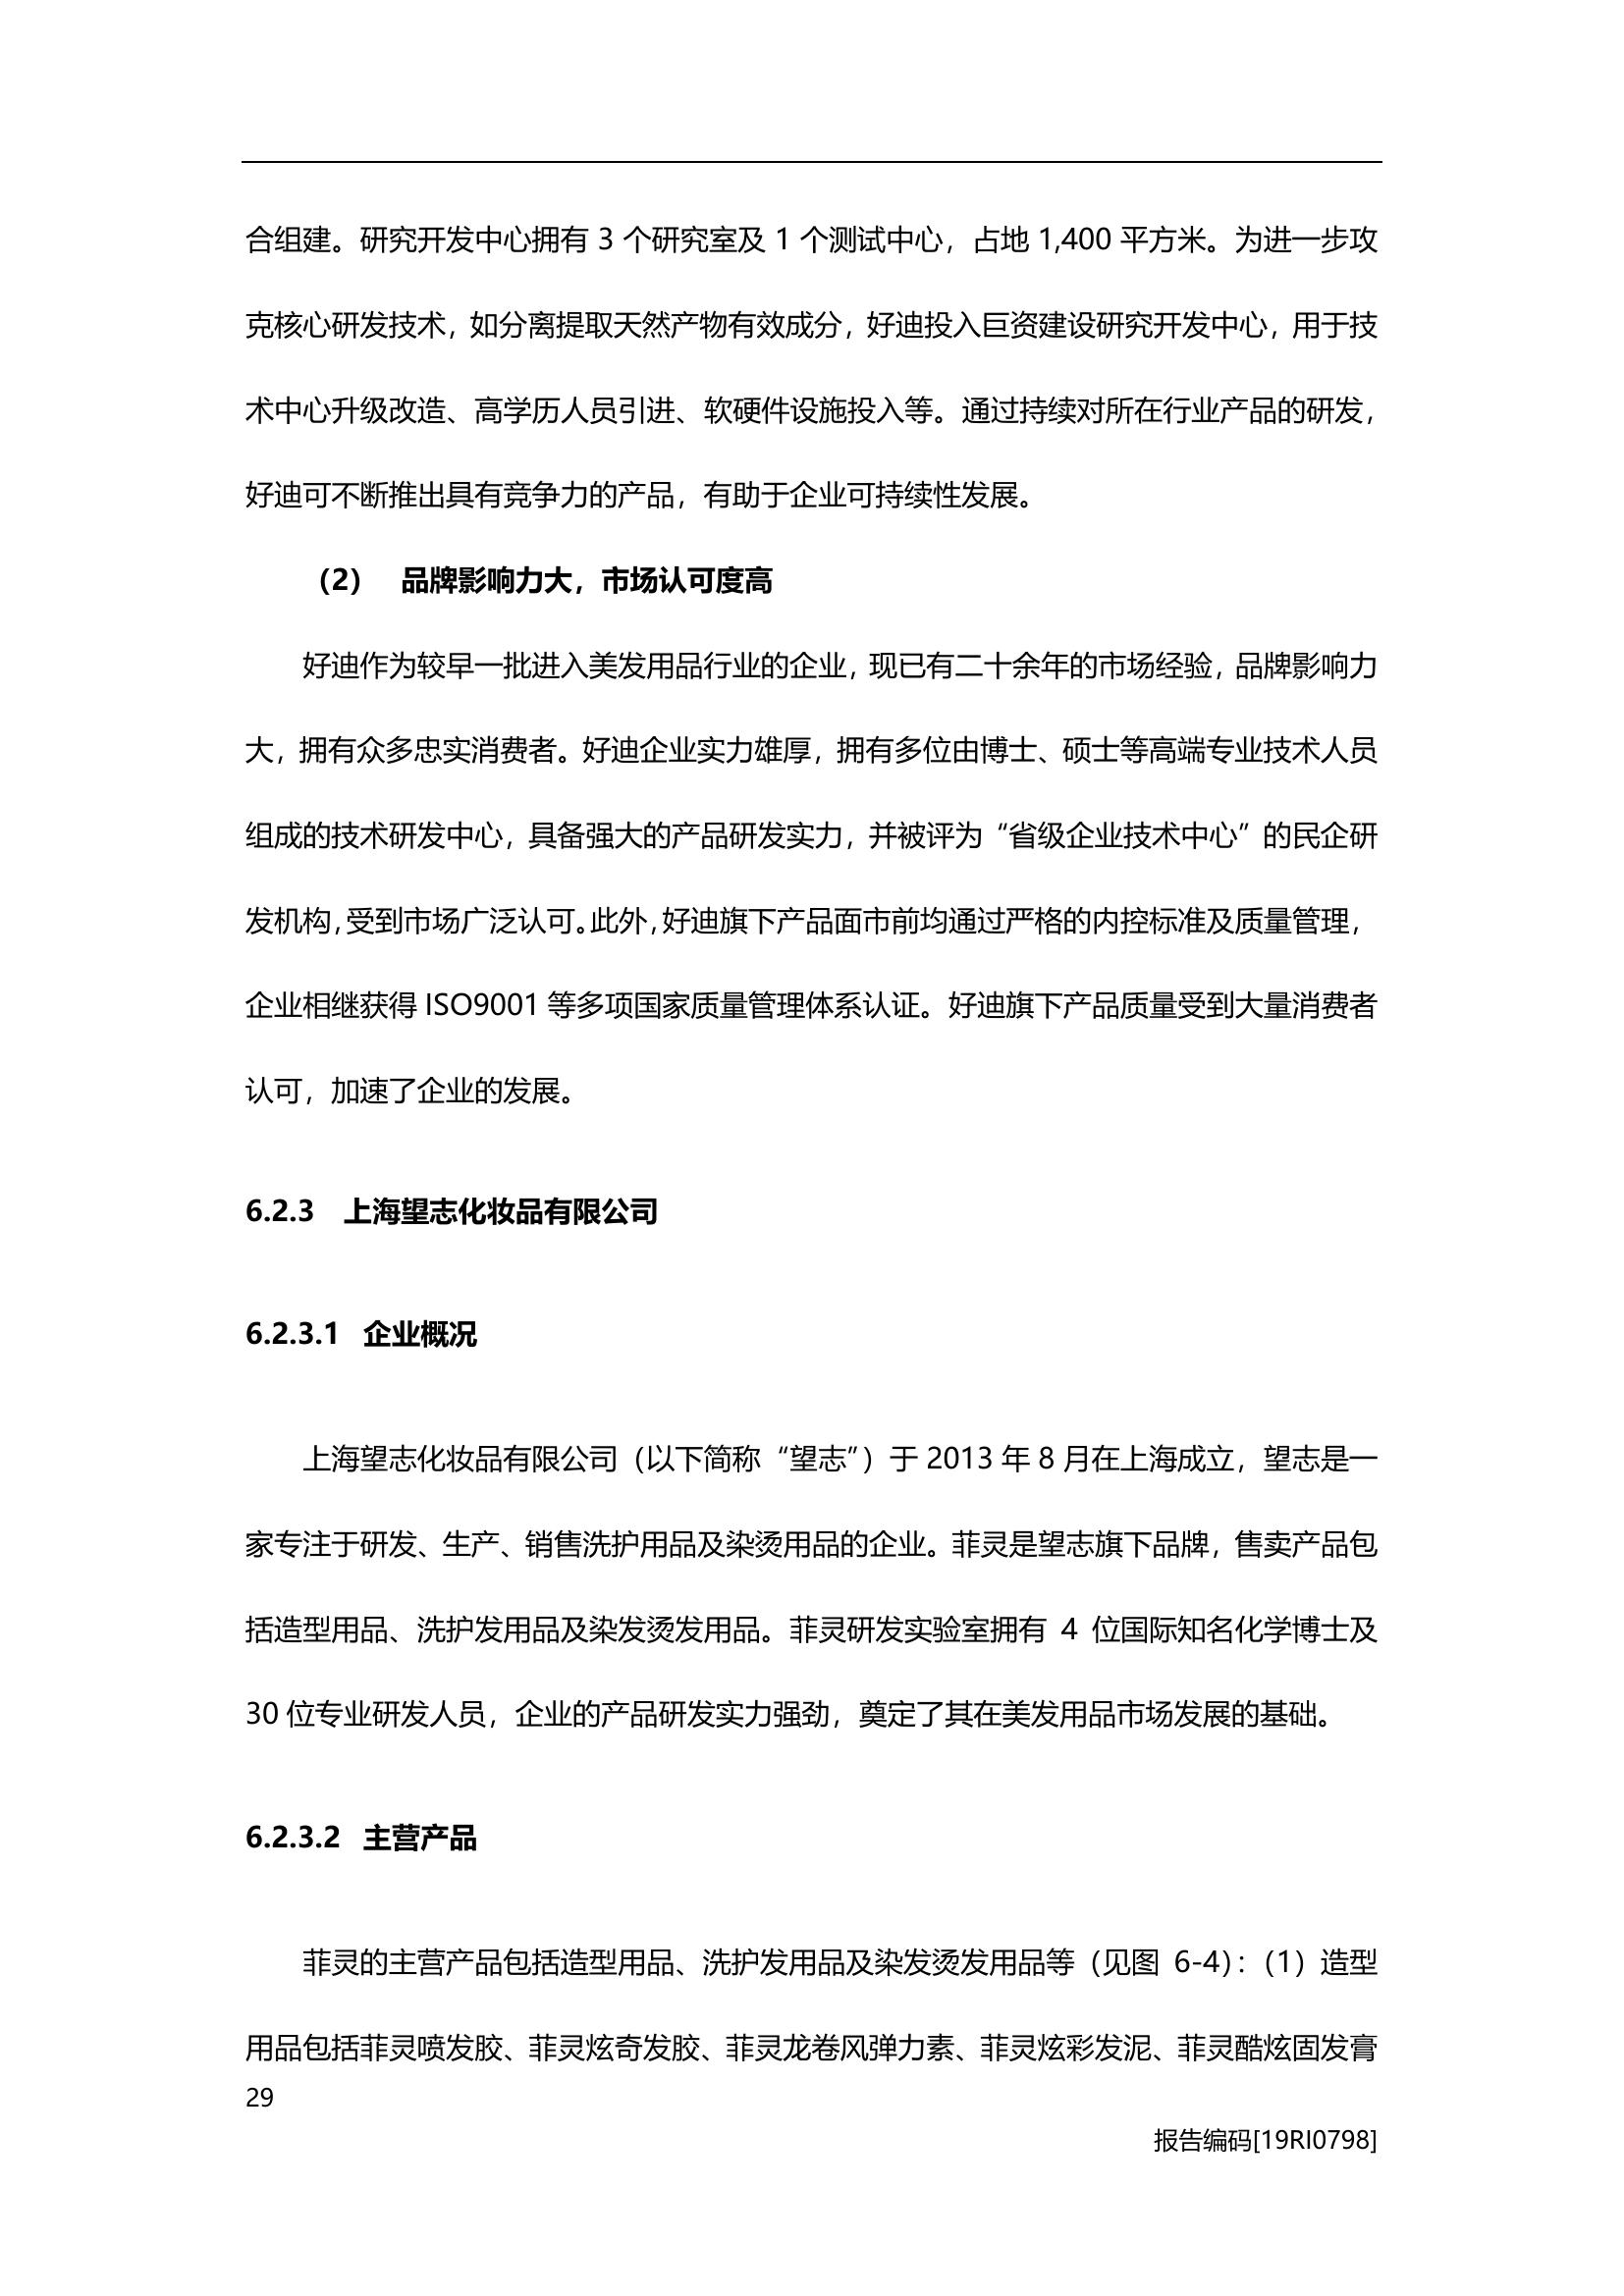 合组建。研究开发中心拥有 3 个研究室及 1 个测试中心，占地 1,400 平方米。为进一步攻
克核心研发技术，如分离提取天然产物有效成分，好迪投入巨资建设研究开发中心，用于技
术中心升级改造、高学历人员引进、软硬件设施投入等。通过持续对所在行业产品的研发，
好迪可不断推出具有竞争力的产品，有助于企业可持续性发展。
（2） 品牌影响力大，市场认可度高
好迪作为较早一批进入美发用品行业的企业，现已有二十余年的市场经验，品牌影响力
大，拥有众多忠实消费者。好迪企业实力雄厚，拥有多位由博士、硕士等高端专业技术人员
组成的技术研发中心，具备强大的产品研发实力，并被评为“省级企业技术中心”的民企研
发机构，受到市场广泛认可。此外，好迪旗下产品面市前均通过严格的内控标准及质量管理，
企业相继获得 ISO9001 等多项国家质量管理体系认证。好迪旗下产品质量受到大量消费者
认可，加速了企业的发展。
6.2.3 上海望志化妆品有限公司
6.2.3.1 企业概况
上海望志化妆品有限公司（以下简称“望志”）于 2013 年 8 月在上海成立，望志是一
家专注于研发、生产、销售洗护用品及染烫用品的企业。菲灵是望志旗下品牌，售卖产品包
括造型用品、洗护发用品及染发烫发用品。菲灵研发实验室拥有 4 位国际知名化学博士及
30 位专业研发人员，企业的产品研发实力强劲，奠定了其在美发用品市场发展的基础。
6.2.3.2 主营产品
菲灵的主营产品包括造型用品、洗护发用品及染发烫发用品等（见图 6-4）：（1）造型
用品包括菲灵喷发胶、菲灵炫奇发胶、菲灵龙卷风弹力素、菲灵炫彩发泥、菲灵酷炫固发膏
29
报告编码[19RI0798]